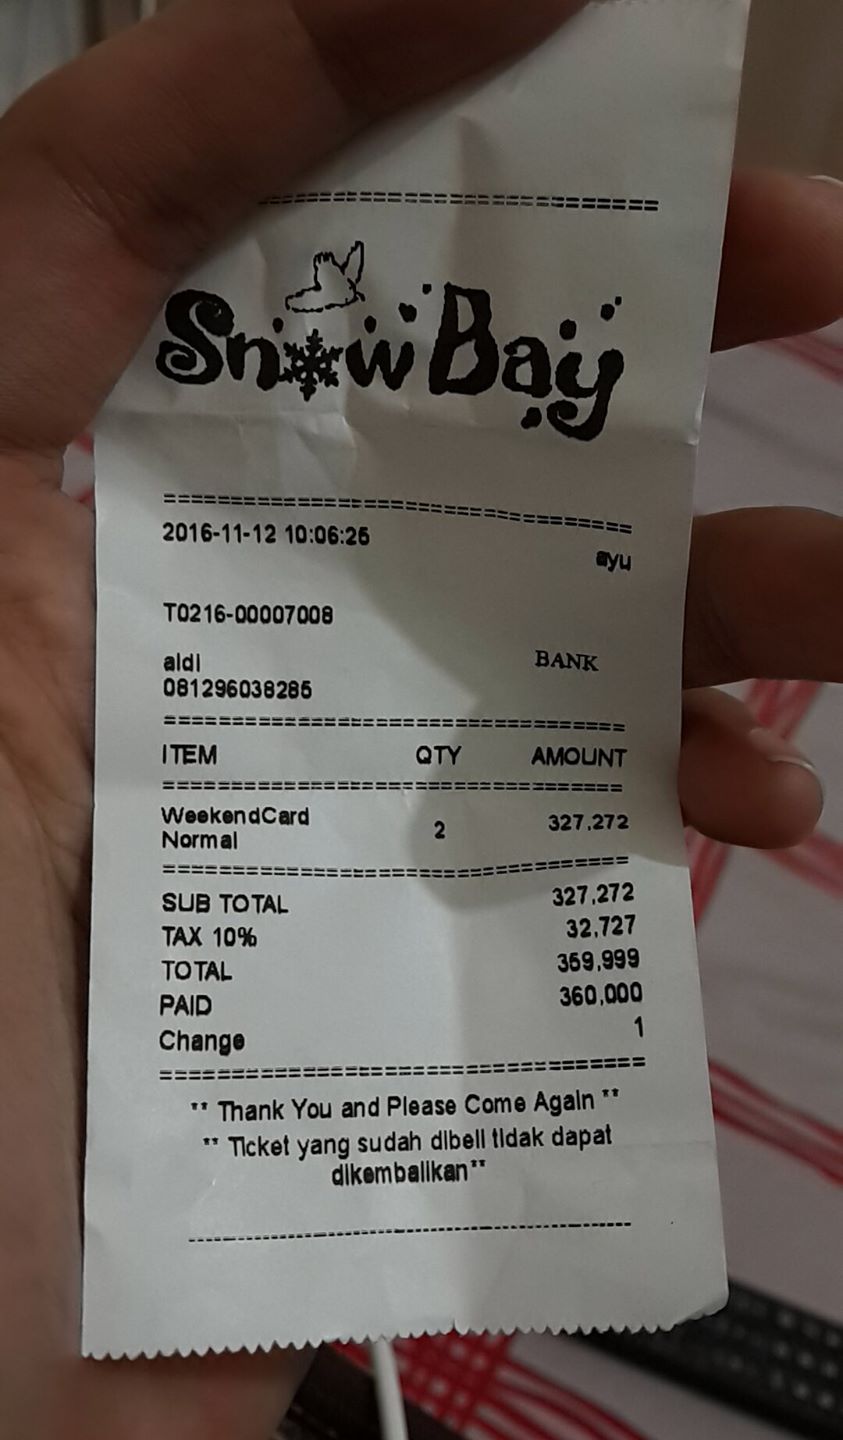 ================================
SnowBay
================================
2016-11-12 10:06:25
ayu
T0216-00007008
aldi BANK
081296038285
================================
ITEM QTY AMOUNT
================================
WeekendCard
Normal 2 327,272
================================
SUB TOTAL 327,272
TAX 10% 32,727
TOTAL 359,999
PAID 360,000
Change 1
================================
** Thank You and Please Come Again **
** Ticket yang sudah dibeli tidak dapat
dikembalikan**
--------------------------------